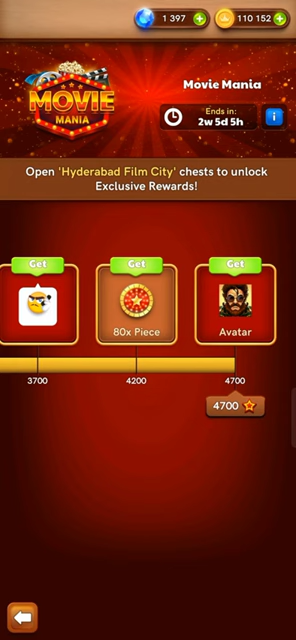 1 397
110 152
MOVIE
MANIA
Movie Mania
Ends in:
2w 5d 5h
i
Open 'Hyderabad Film City' chests to unlock
Exclusive Rewards!
Get
Get
Get
80x Piece
Avatar
3700
4200
4700
4700